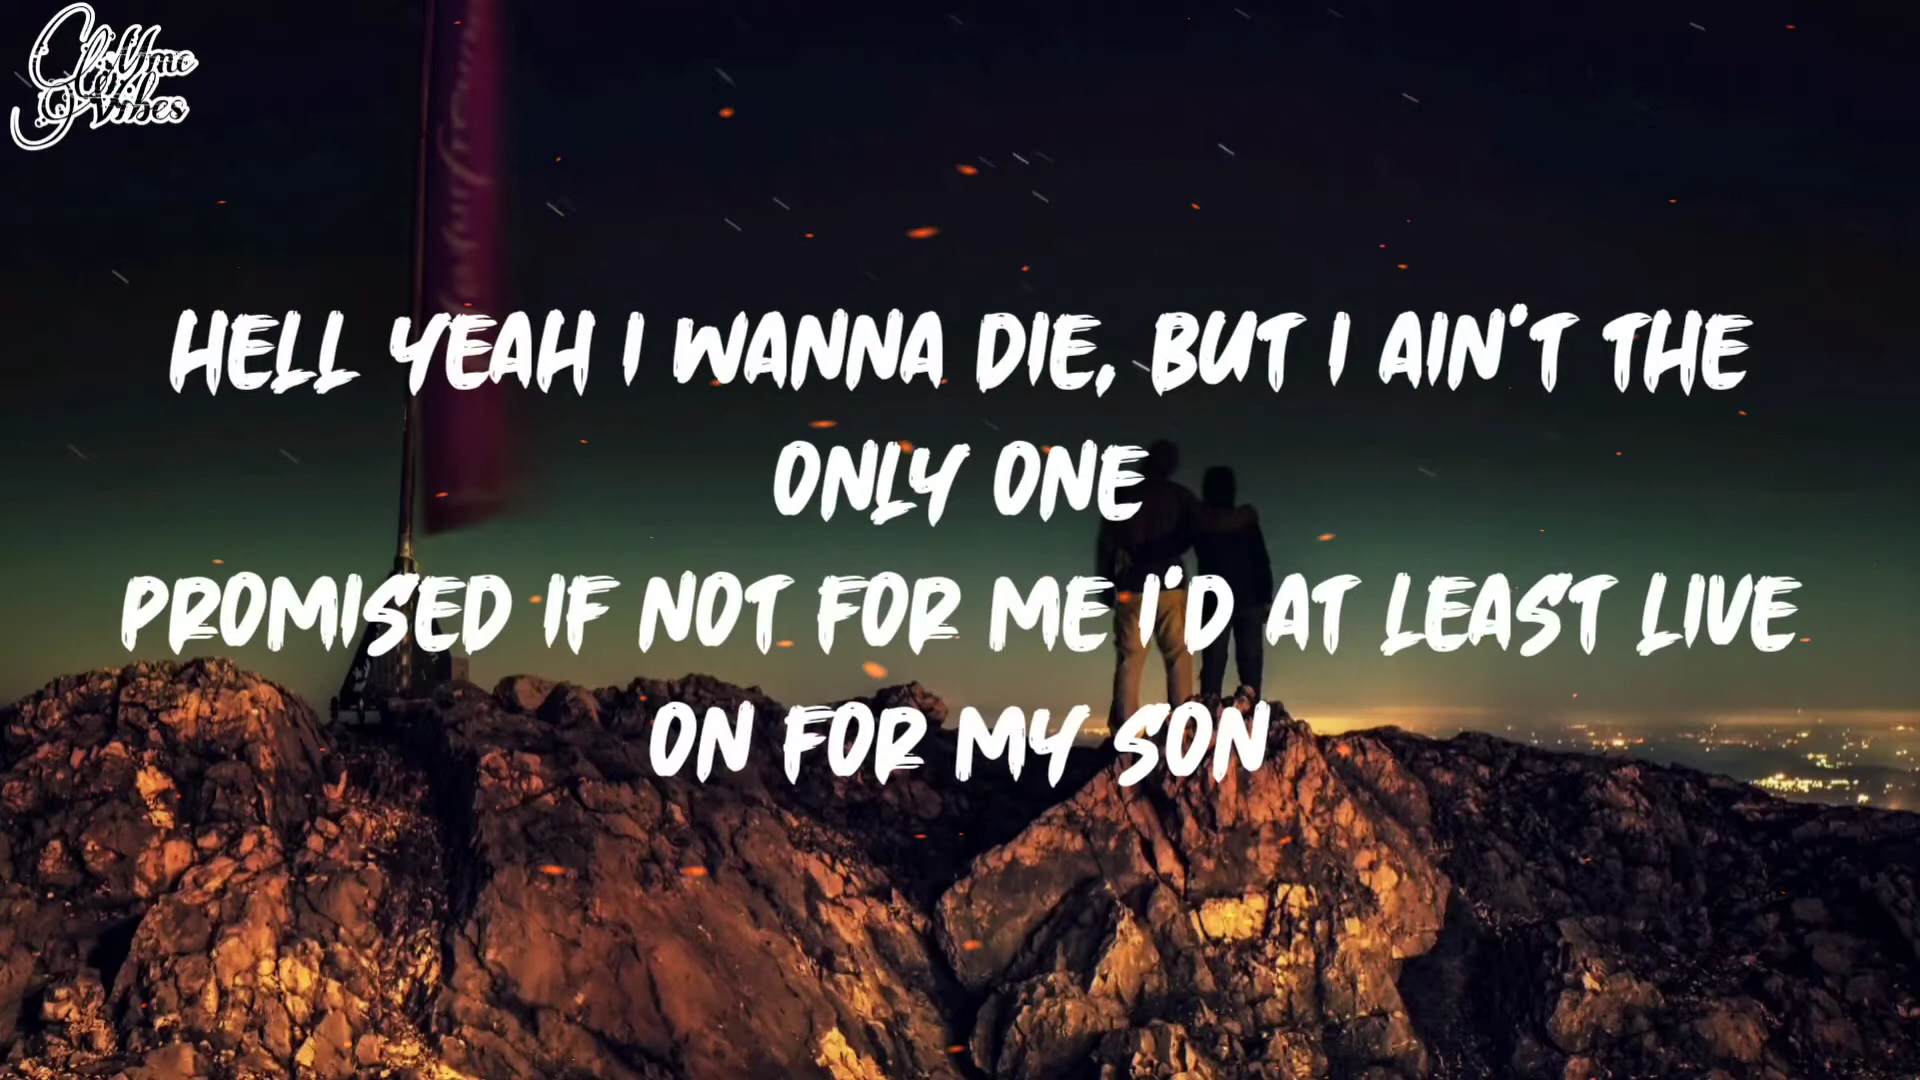 HELL YEAH I WANNA DIE, BUT I AIN'T THE
ONLY ONE
PROMISED IF NOT FOR ME I'D AT LEAST LIVE
ON FOR MY SON